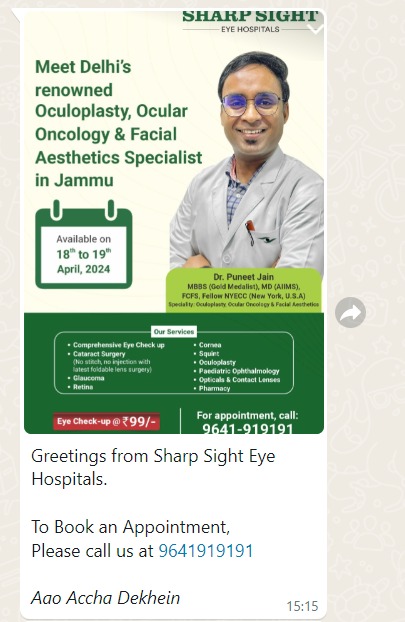 SHARP SIGHT
EYE HOSPITALS
Meet Delhi's
renowned
Oculoplasty, Ocular
Oncology & Facial
Aesthetics Specialist
in Jammu
Available on
18th to 19th
April, 2024
Dr. Puneet Jain
MBBS (Gold Medalist), MD (AIIMS),
FCFS, Fellow NYECC (New York, U.S.A)
Speciality: Oculoplasty, Ocular Oncology & Facial Aesthetics
Our Services
• Comprehensive Eye Check up
• Cataract Surgery
(No stitch, no injection with
latest foldable lens surgery)
• Glaucoma
• Retina
• Cornea
• Squint
• Oculoplasty
• Paediatric Ophthalmology
• Opticals & Contact Lenses
• Pharmacy
Eye Check-up @ ₹99/-
For appointment, call:
9641-919191
Greetings from Sharp Sight Eye
Hospitals.
To Book an Appointment,
Please call us at 9641919191
Aao Accha Dekhein
15:15